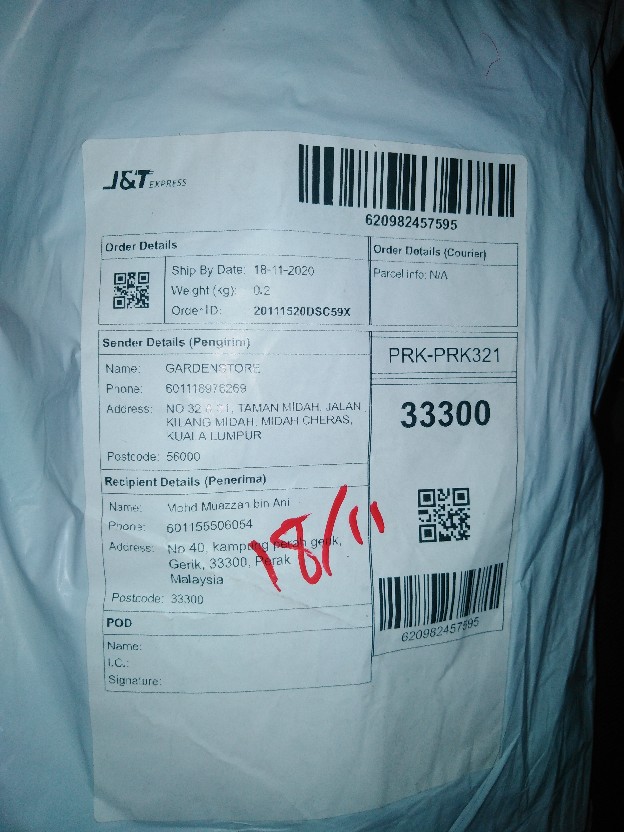 J&T EXPRESS
620982457595
Order Details
Ship By Date: 18-11-2020
Weight (kg): 0.2
Order ID: 20111520DSC59X
Order Details (Courier)
Parcel info: N/A
Sender Details (Pengirim)
Name: GARDENSTORE
Phone: 601118976269
Address: NO 32 TAMAN MIDAH, JALAN
KILANG MIDAH, MIDAH CHERAS,
KUALA LUMPUR
Postcode: 56000
PRK-PRK321
33300
Recipient Details (Penerima)
Name: Mohd Muazzan bin Ani
Phone: 601155506054
Address: No 40, kampung perah geuk,
Gerik, 33300, Perak
Malaysia
Postcode: 33300
18/11
620982457595
POD
Name:
I.C.:
Signature: